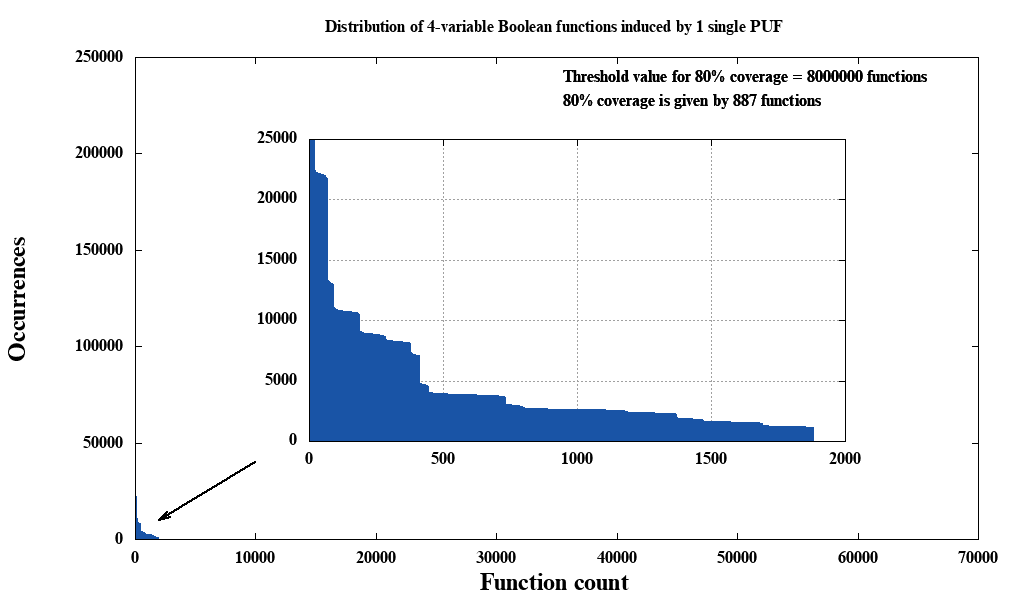 Distribution of 4-variable Boolean functions induced by 1 single PUF
Threshold value for 80% coverage = 8000000 functions
80% coverage is given by 887 functions
250000
200000
150000
100000
50000
0
Occurrences
25000
20000
15000
10000
5000
0
0 500 1000 1500 2000
0 10000 20000 30000 40000 50000 60000 70000
Function count